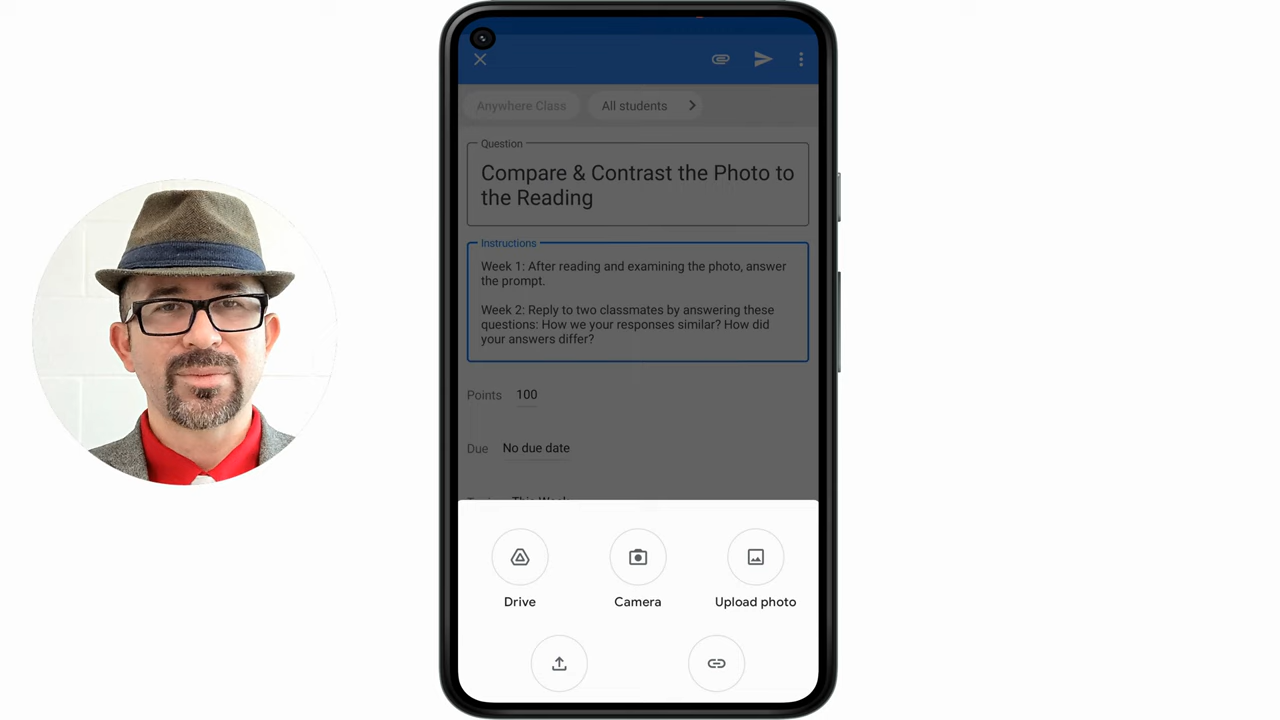 Anywhere Class
All students
Question
Compare & Contrast the Photo to
the Reading
Instructions
Week 1: After reading and examining the photo, answer
the prompt.
Week 2: Reply to two classmates by answering these
questions: How we your responses similar? How did
your answers differ?
Points 100
Due No due date
This Week
Drive
Camera
Upload photo